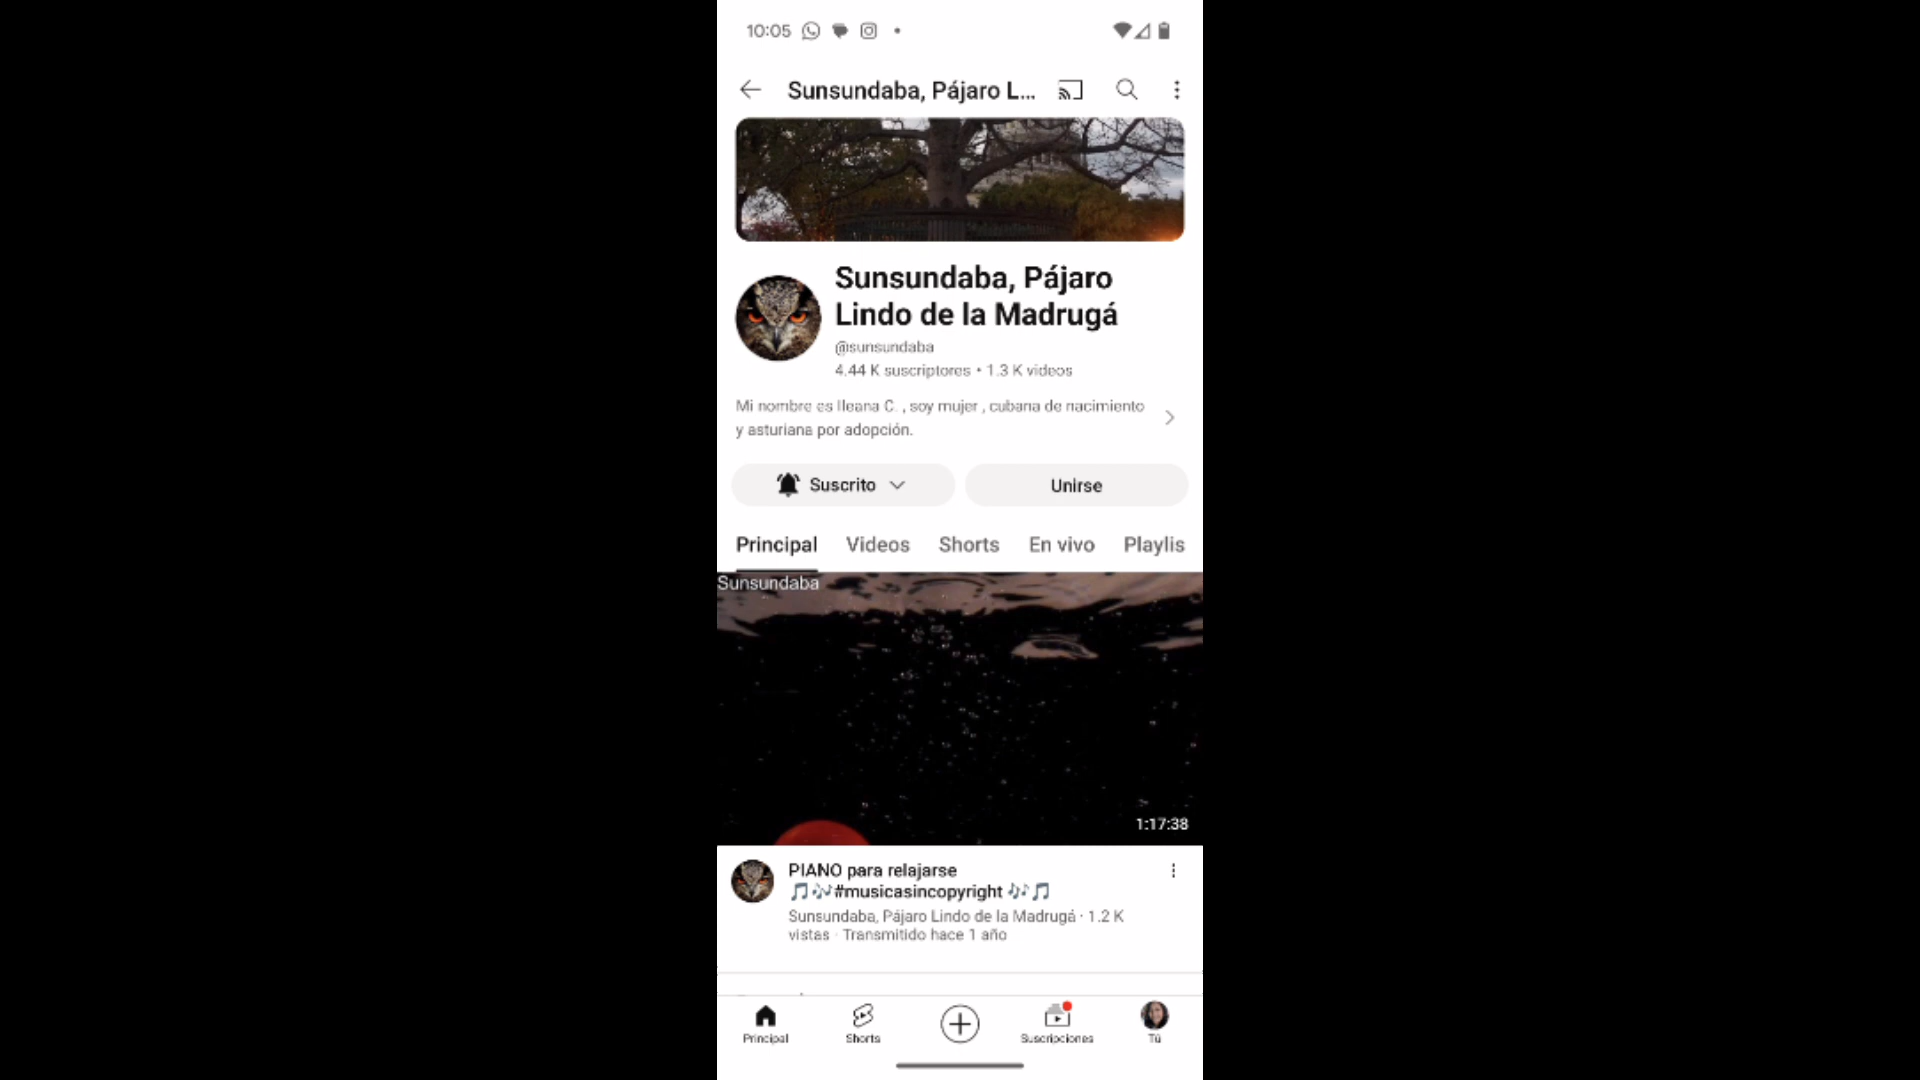 10:05
Sunsundaba, Pájaro L...
Sunsundaba, Pájaro
Lindo de la Madrugá
@sunsundaba
4.44 K suscriptores • 1.3 K videos
Mi nombre es Ileana C. , soy mujer , cubana de nacimiento
y asturiana por adopción.
Suscrito
Unirse
Principal Videos Shorts En vivo Playlis
Sunsundaba
1:17:38
PIANO para relajarse
🎵🎶#musicasincopyright 🎶🎵
Sunsundaba, Pájaro Lindo de la Madrugá · 1.2 K
vistas · Transmitido hace 1 año
Principal Shorts Suscripciones Tú